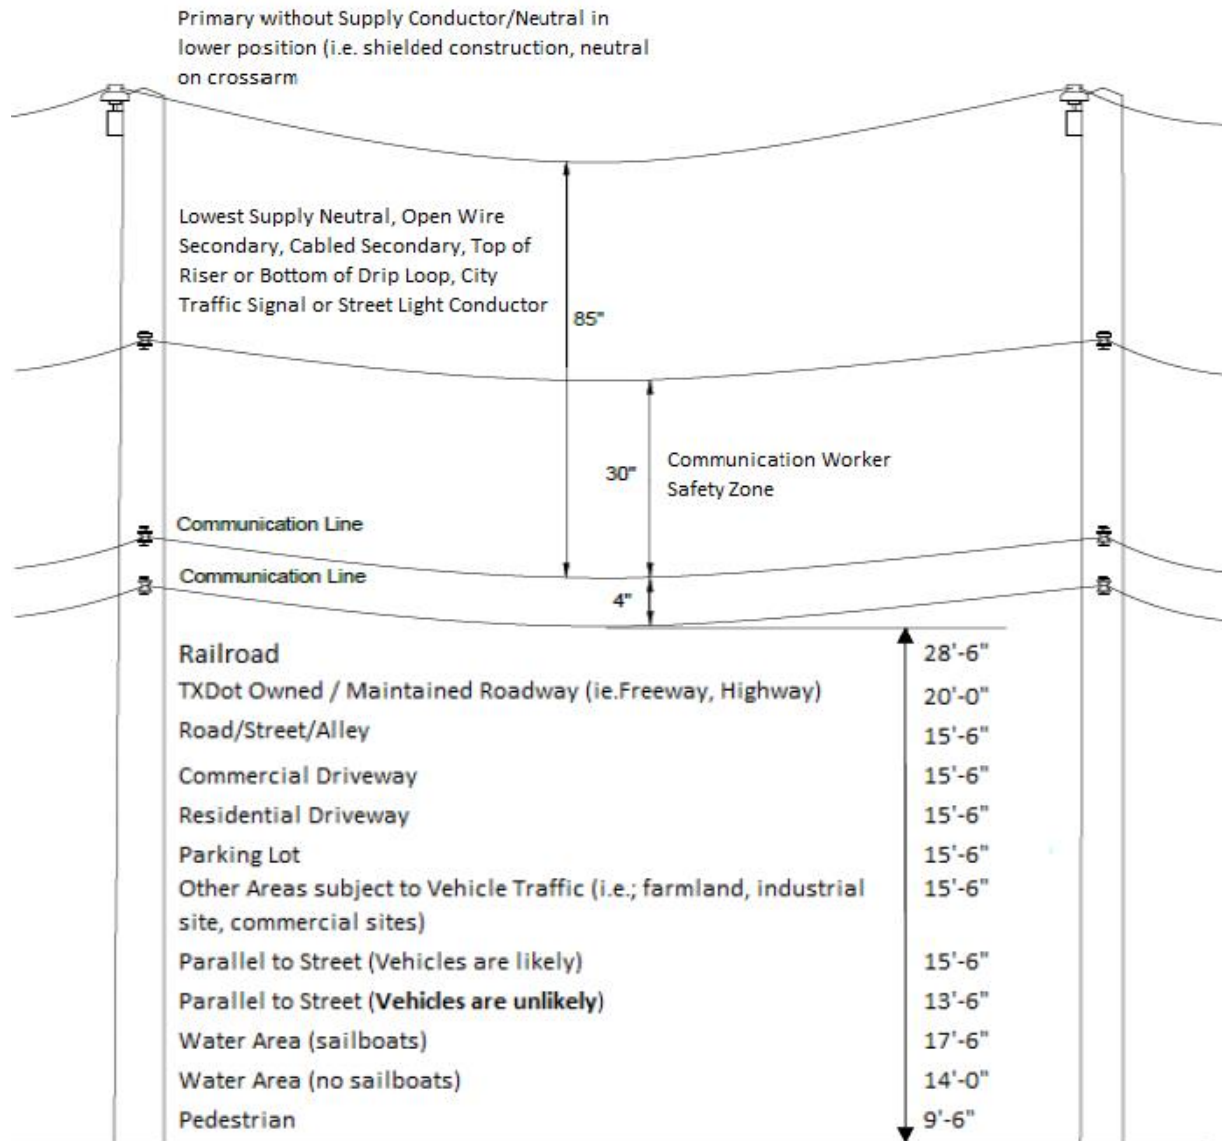 Primary without Supply Conductor/Neutral in
lower position (i.e. shielded construction, neutral
on crossarm
Lowest Supply Neutral, Open Wire
Secondary, Cabled Secondary, Top of
Riser or Bottom of Drip Loop, City
Traffic Signal or Street Light Conductor
85"
30"
Communication Worker
Safety Zone
Communication Line
Communication Line
4"
Railroad 28'-6"
TXDot Owned / Maintained Roadway (ie.Freeway, Highway) 20'-0"
Road/Street/Alley 15'-6"
Commercial Driveway 15'-6"
Residential Driveway 15'-6"
Parking Lot 15'-6"
Other Areas subject to Vehicle Traffic (i.e.; farmland, industrial 15'-6"
site, commercial sites)
Parallel to Street (Vehicles are likely) 15'-6"
Parallel to Street (Vehicles are unlikely) 13'-6"
Water Area (sailboats) 17'-6"
Water Area (no sailboats) 14'-0"
Pedestrian 9'-6"